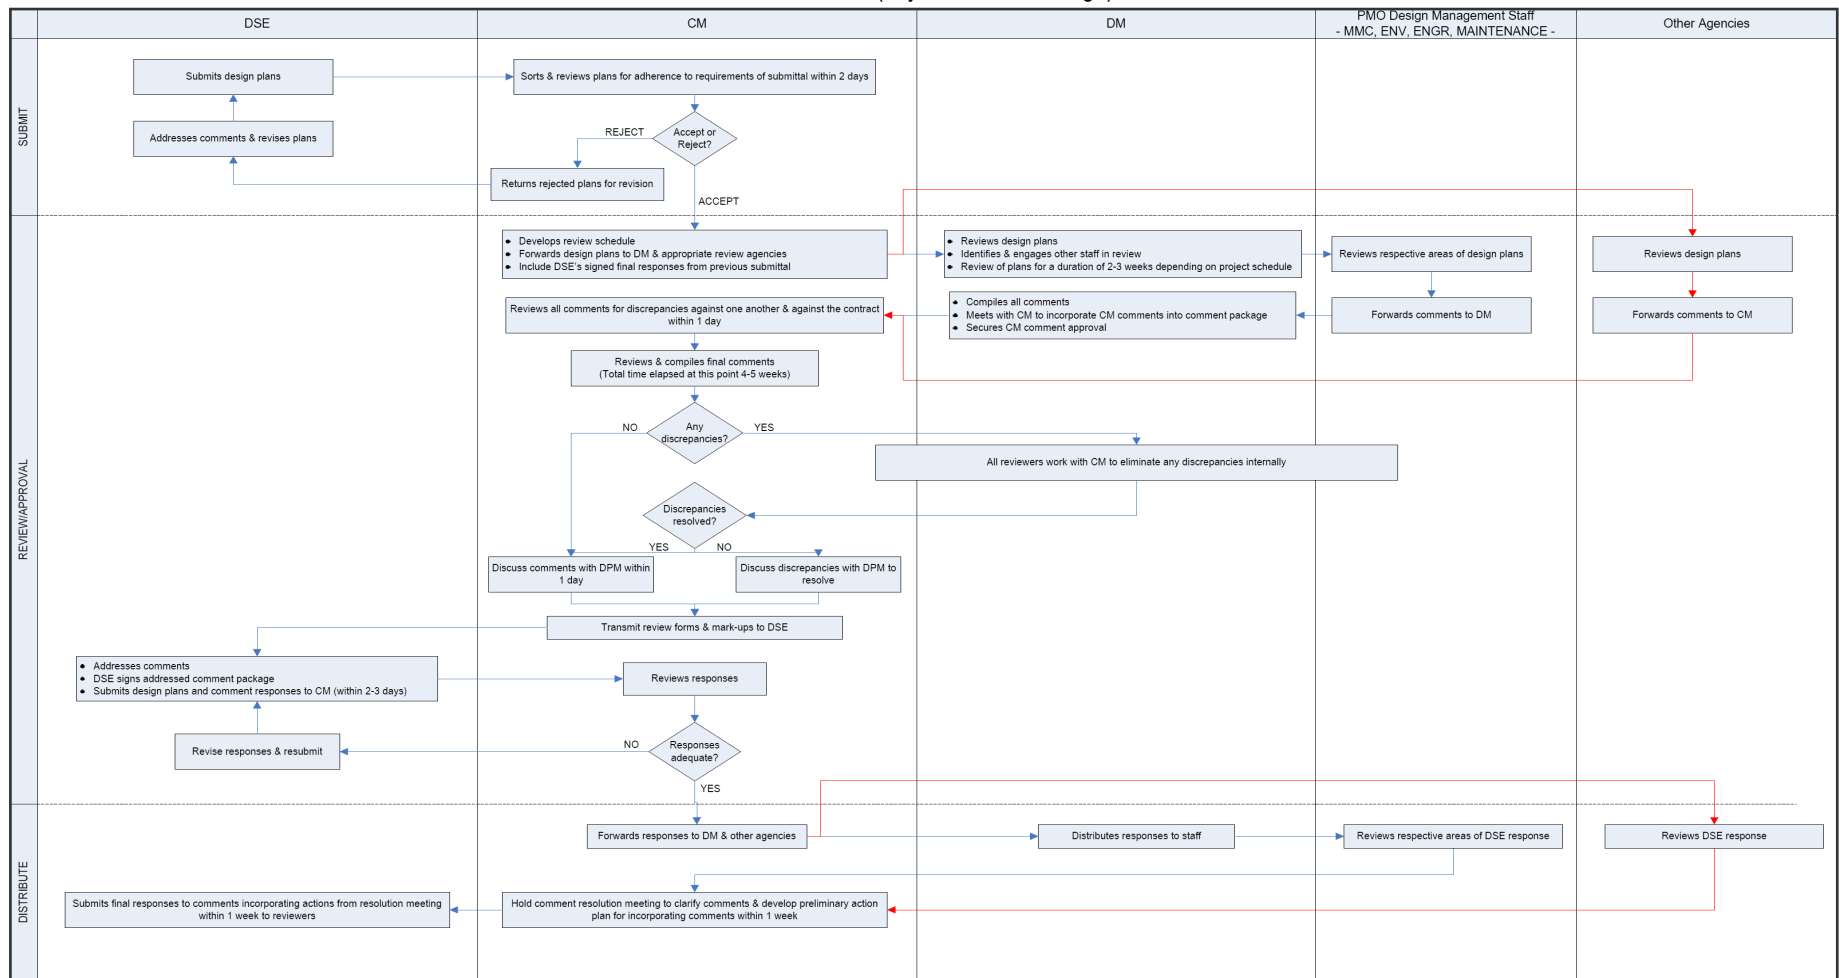 DSE
CM
DM
PMO Design Management Staff
- MMC, ENV, ENGR, MAINTENANCE -
Other Agencies
SUBMIT
Submits design plans
Sorts & reviews plans for adherence to requirements of submittal within 2 days
Addresses comments & revises plans
REJECT
Accept or
Reject?
Returns rejected plans for revision
ACCEPT
REVIEW/APPROVAL
Develops review schedule
Forwards design plans to DM & appropriate review agencies
Include DSE's signed final responses from previous submittal
Reviews design plans
Identifies & engages other staff in review
Review of plans for a duration of 2-3 weeks depending on project schedule
Reviews respective areas of design plans
Reviews design plans
Reviews all comments for discrepancies against one another & against the contract
within 1 day
Compiles all comments
Meets with CM to incorporate CM comments into comment package
Secures CM comment approval
Forwards comments to DM
Forwards comments to CM
Reviews & compiles final comments
(Total time elapsed at this point 4-5 weeks)
NO
Any
discrepancies?
YES
All reviewers work with CM to eliminate any discrepancies internally
Discrepancies
resolved?
YES
NO
Discuss comments with DPM within
1 day
Discuss discrepancies with DPM to
resolve
Transmit review forms & mark-ups to DSE
Addresses comments
DSE signs addressed comment package
Submits design plans and comment responses to CM (within 2-3 days)
Reviews responses
Revise responses & resubmit
NO
Responses
adequate?
YES
DISTRIBUTE
Forwards responses to DM & other agencies
Distributes responses to staff
Reviews respective areas of DSE response
Reviews DSE response
Submits final responses to comments incorporating actions from resolution meeting
within 1 week to reviewers
Hold comment resolution meeting to clarify comments & develop preliminary action
plan for incorporating comments within 1 week